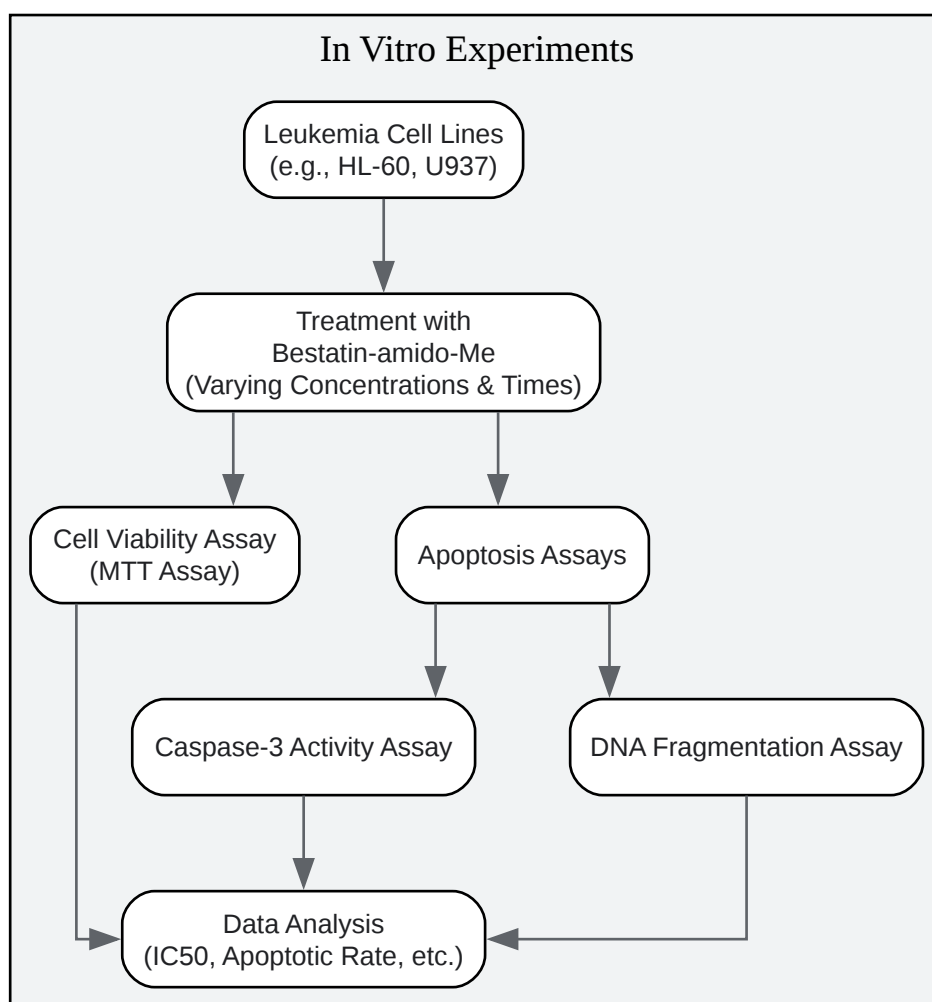 In Vitro Experiments
Leukemia Cell Lines
(e.g., HL-60, U937)
Treatment with
Bestatin-amido-Me
(Varying Concentrations & Times)
Cell Viability Assay
(MTT Assay)
Apoptosis Assays
Caspase-3 Activity Assay
DNA Fragmentation Assay
Data Analysis
(IC50, Apoptotic Rate, etc.)